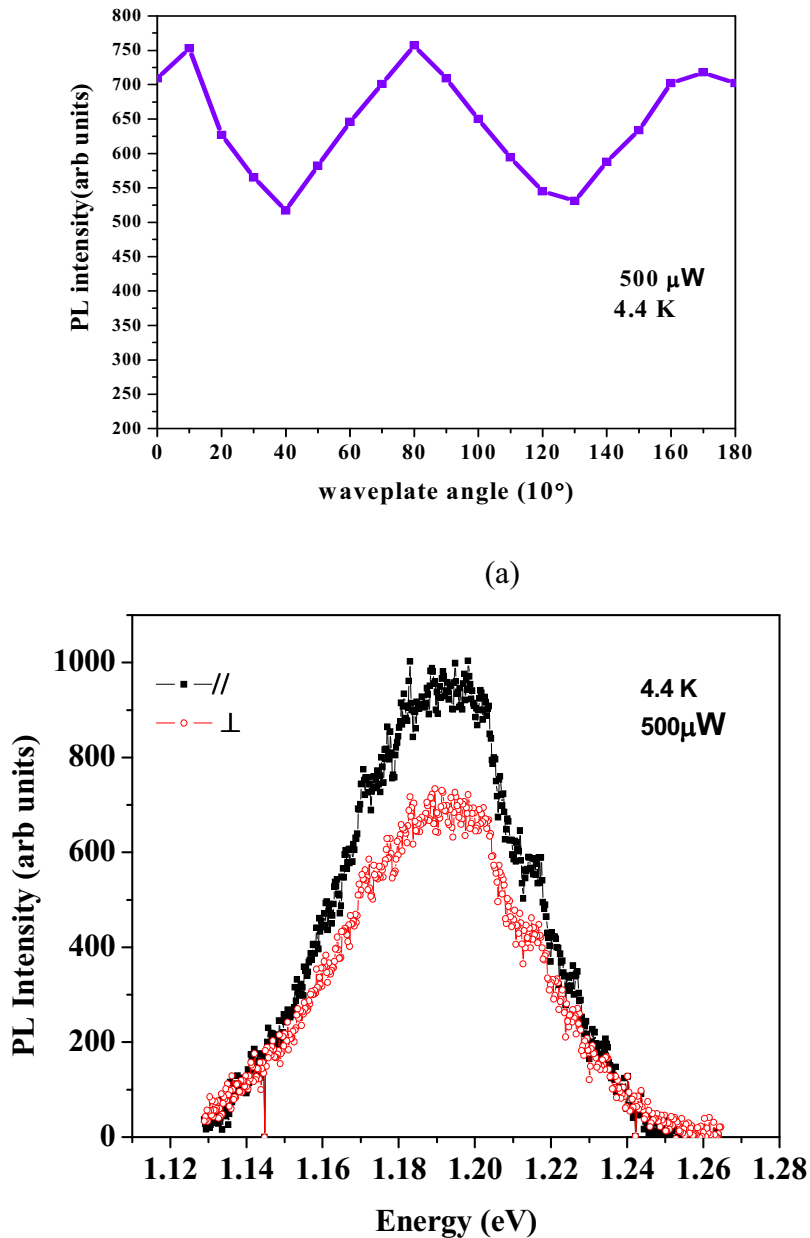 800
750
700
650
600
550
500
450
400
350
300
250
200
PL intensity(arb units)
500 μW
4.4 K
0 20 40 60 80 100 120 140 160 180
waveplate angle (10°)
(a)
1000
800
600
400
200
0
PL Intensity (arb units)
//
⊥
4.4 K
500μW
1.12 1.14 1.16 1.18 1.20 1.22 1.24 1.26 1.28
Energy (eV)